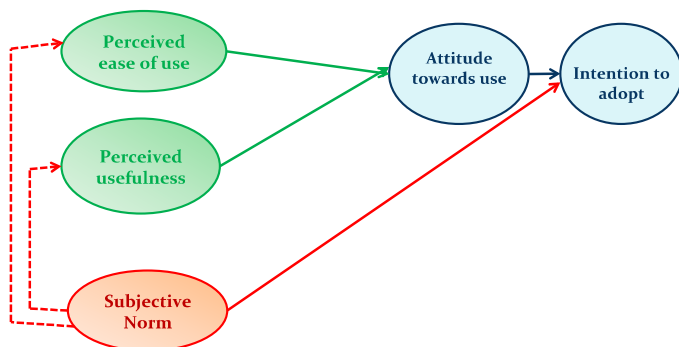 Perceived
ease of use
Attitude
towards use
Intention to
adopt
Perceived
usefulness
Subjective
Norm